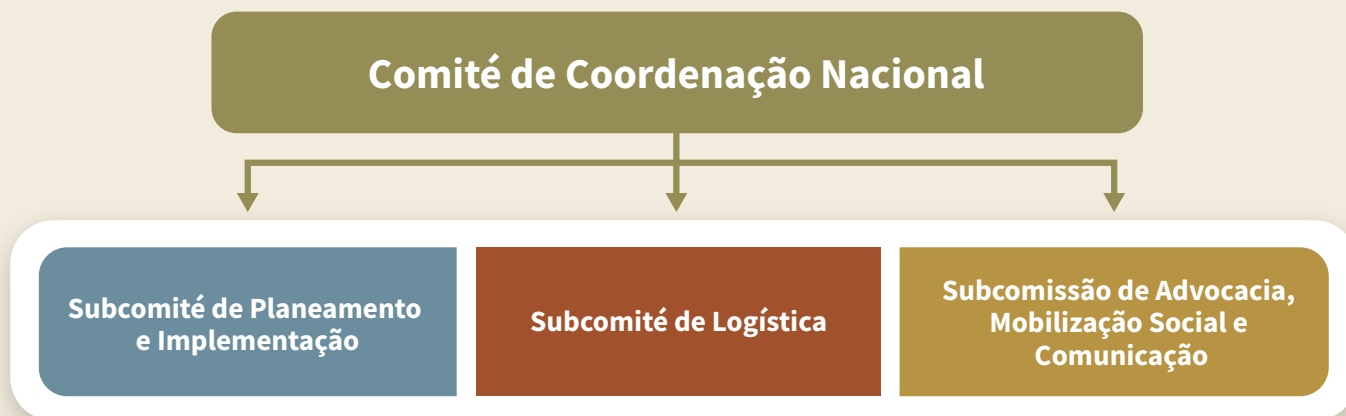 Comité de Coordenação Nacional
Subcomité de Planeamento
e Implementação
Subcomité de Logística
Subcomissão de Advocacia,
Mobilização Social e
Comunicação